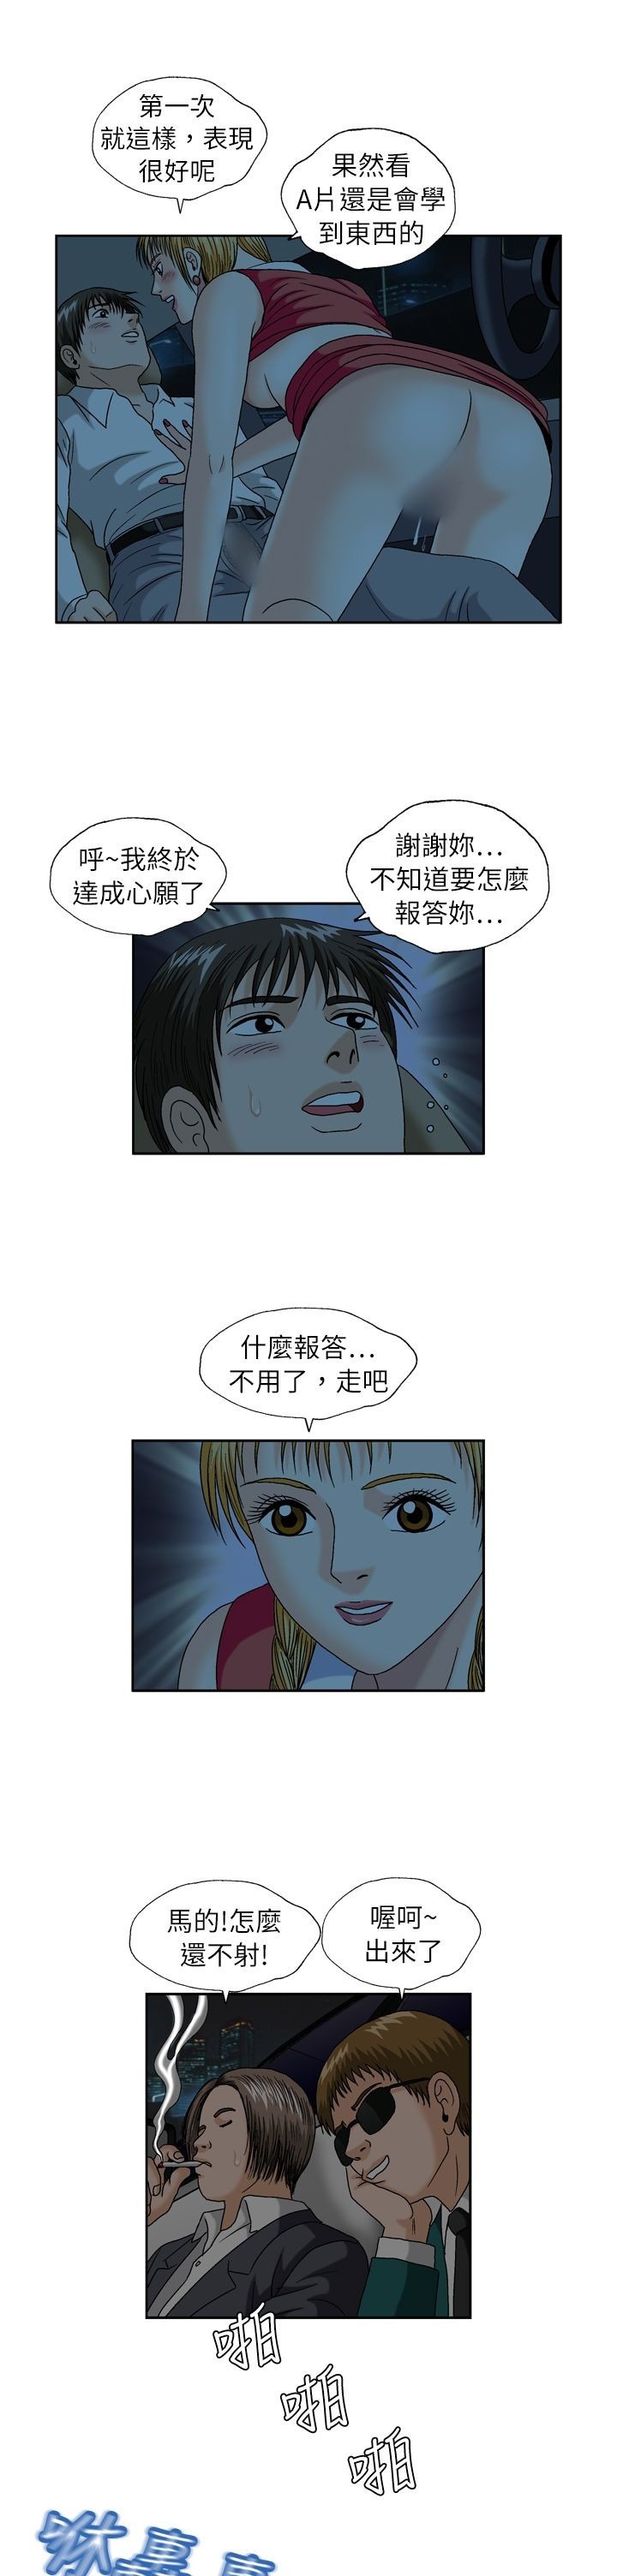 第一次
就這樣，表現
很好呢
果然看
A片還是會學
到東西的
呼~我終於
達成心願了
謝謝妳...
不知道要怎麼
報答妳...
什麼報答...
不用了，走吧
馬的!怎麼
還不射!
喔呵~
出來了
啪
啪
啪